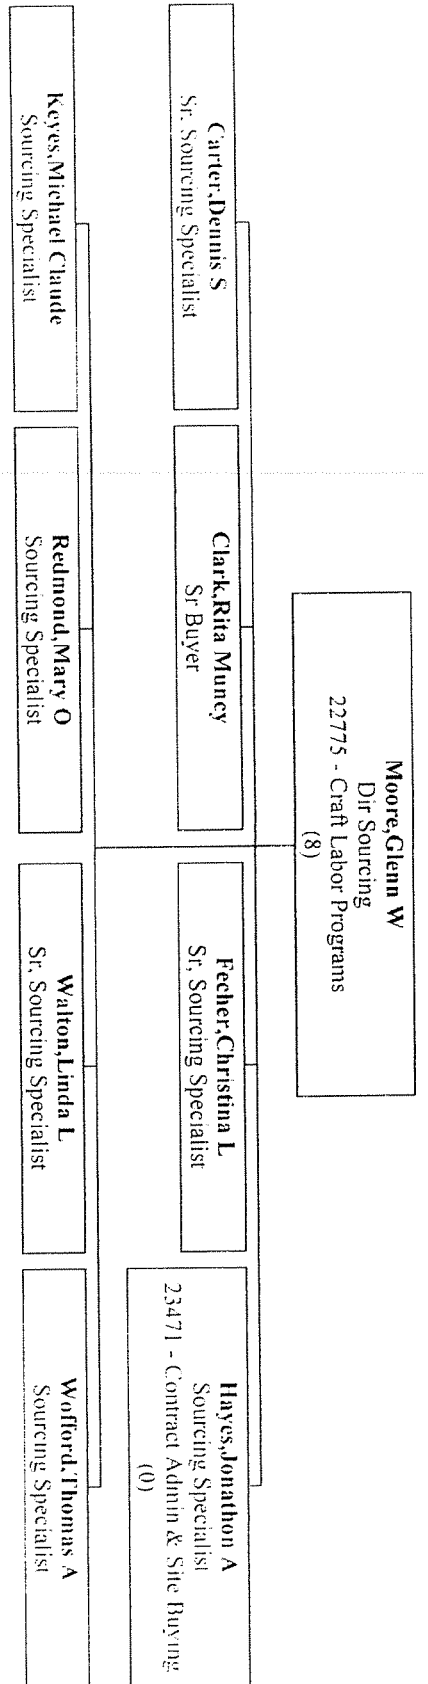 Moore,Glenn W
Dir Sourcing
22775 - Craft Labor Programs
(8)
Carter,Dennis S
Sr. Sourcing Specialist
Clark,Rita Muncy
Sr Buyer
Fecher,Christina L
Sr, Sourcing Specialist
Hayes,Jonathon A
Sourcing Specialist
23471 - Contract Admin & Site Buying
(0)
Keyes,Michael Claude
Sourcing Specialist
Redmond,Mary O
Sourcing Specialist
Walton,Linda L
Sr, Sourcing Specialist
Wofford,Thomas A
Sourcing Specialist